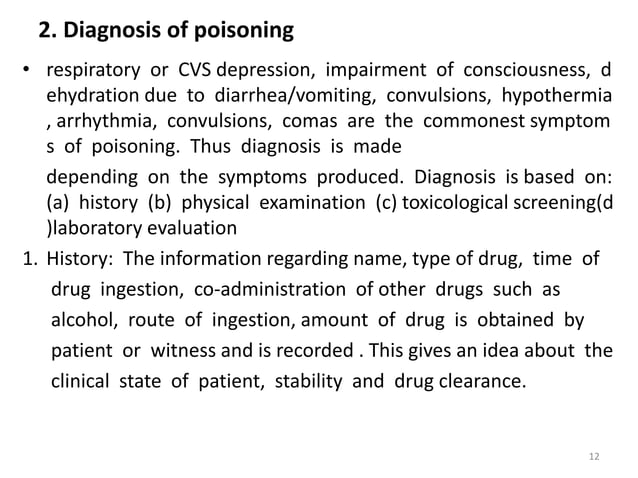 2. Diagnosis of poisoning
• respiratory or CVS depression, impairment of consciousness, d
ehydration due to diarrhea/vomiting, convulsions, hypothermia
, arrhythmia, convulsions, comas are the commonest symptom
s of poisoning. Thus diagnosis is made
depending on the symptoms produced. Diagnosis is based on:
(a) history (b) physical examination (c) toxicological screening(d
)laboratory evaluation
1. History: The information regarding name, type of drug, time of
drug ingestion, co-administration of other drugs such as
alcohol, route of ingestion, amount of drug is obtained by
patient or witness and is recorded . This gives an idea about the
clinical state of patient, stability and drug clearance.
12